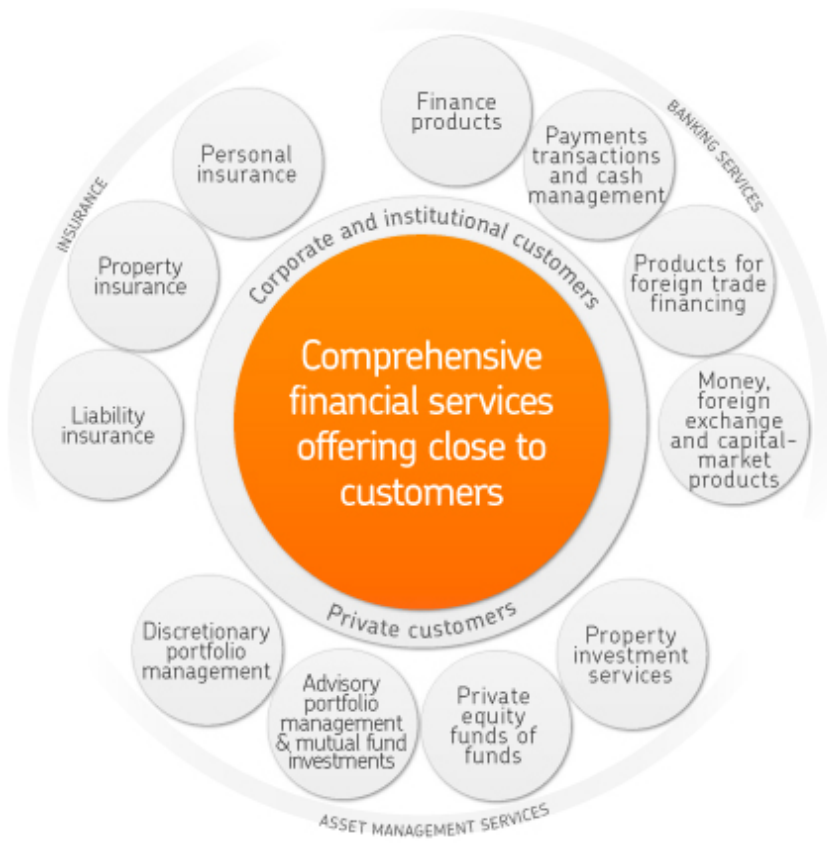 Finance
products
Payments
transactions
and cash
management
BANKING SERVICES
Products for
foreign trade
financing
Money,
foreign
exchange
and capital-
market
products
Personal
insurance
INSURANCE
Property
insurance
Liability
insurance
Corporate and institutional customers
Comprehensive
financial services
offering close to
customers
Private customers
Discretionary
portfolio
management
Advisory
portfolio
management
& mutual fund
investments
Private
equity
funds of
funds
Property
investment
services
ASSET MANAGEMENT SERVICES